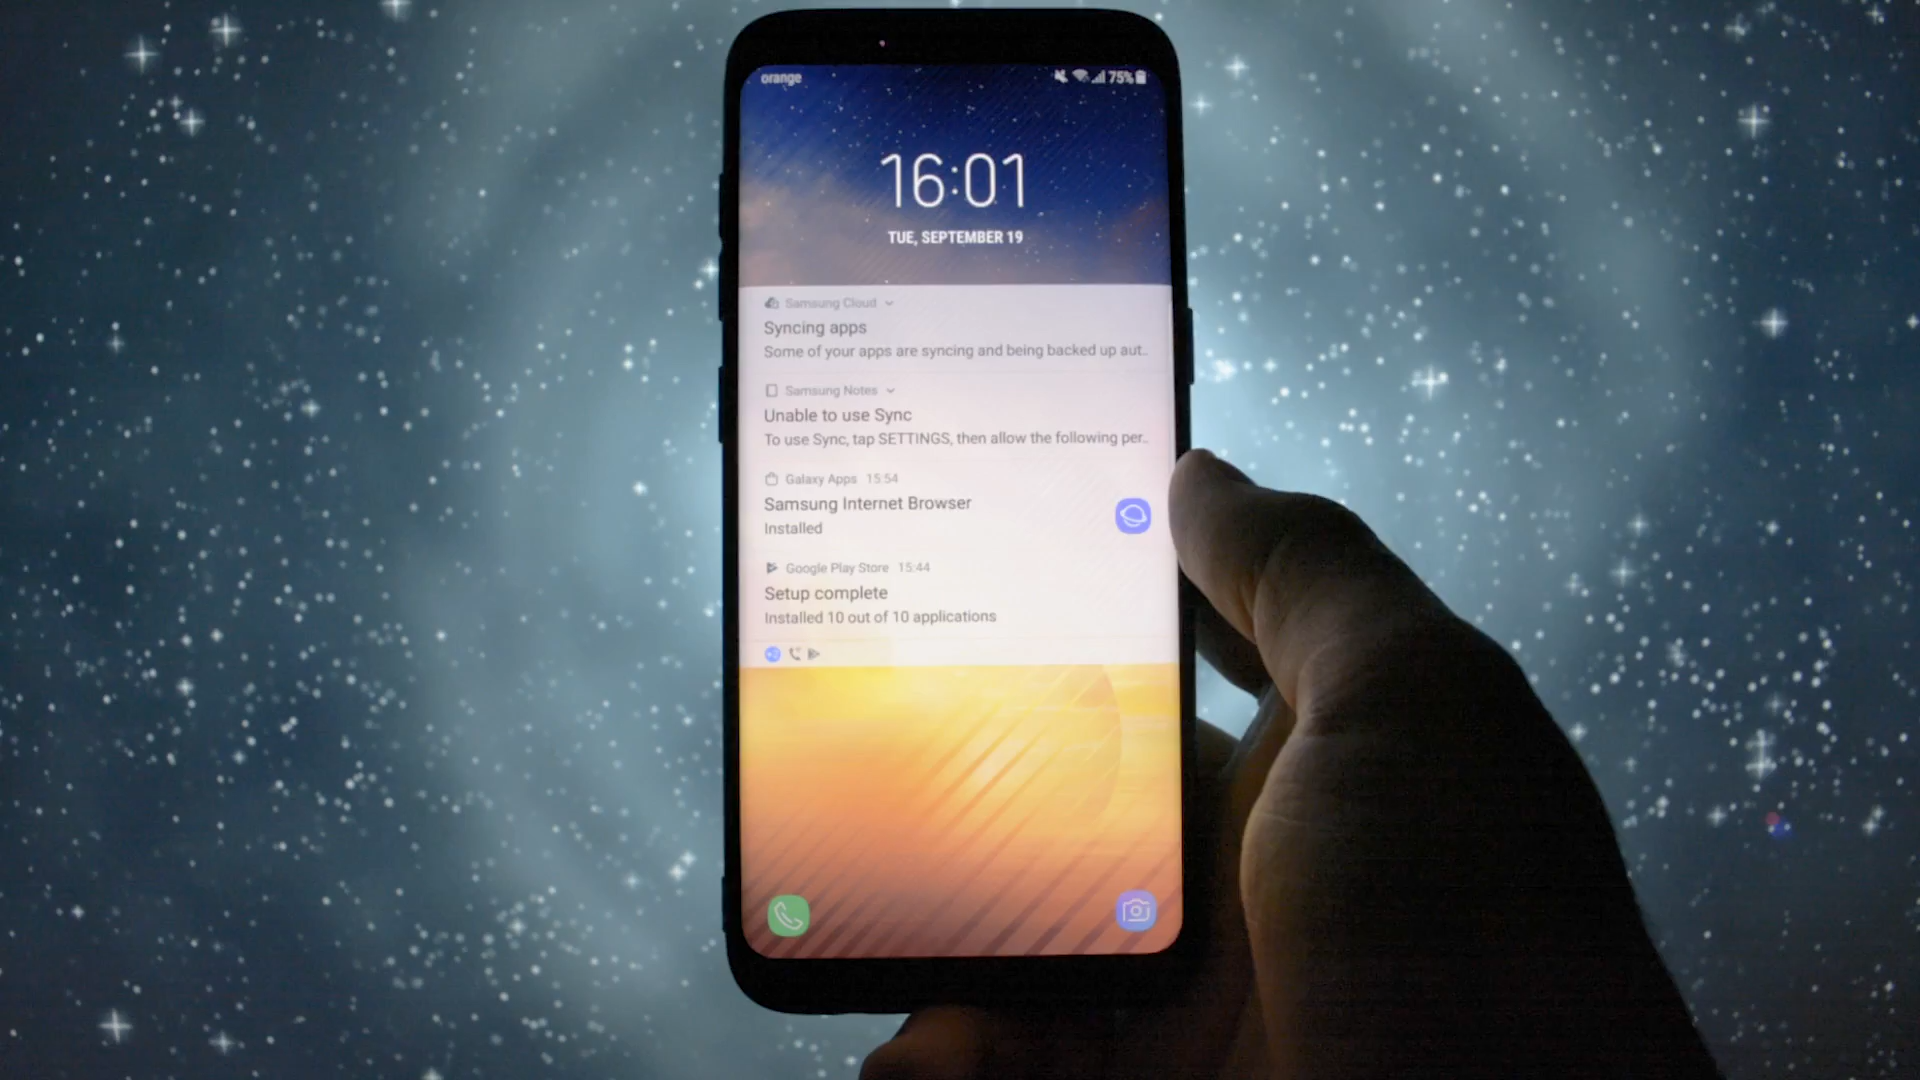 orange 75%
16:01
TUE, SEPTEMBER 19
Samsung Cloud
Syncing apps
Some of your apps are syncing and being backed up aut..
Samsung Notes
Unable to use Sync
To use Sync, tap SETTINGS, then allow the following per..
Galaxy Apps 15:54
Samsung Internet Browser
Installed
Google Play Store 15:44
Setup complete
Installed 10 out of 10 applications